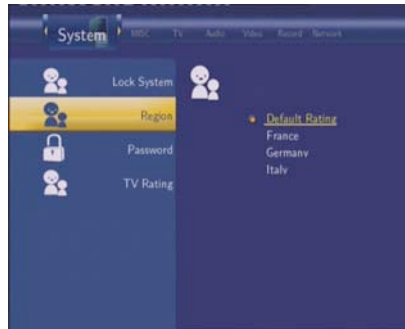 System MISC TV Audio Video Record Network
Lock System
Region
Password
TV Rating
Default Rating
France
Germany
Italy